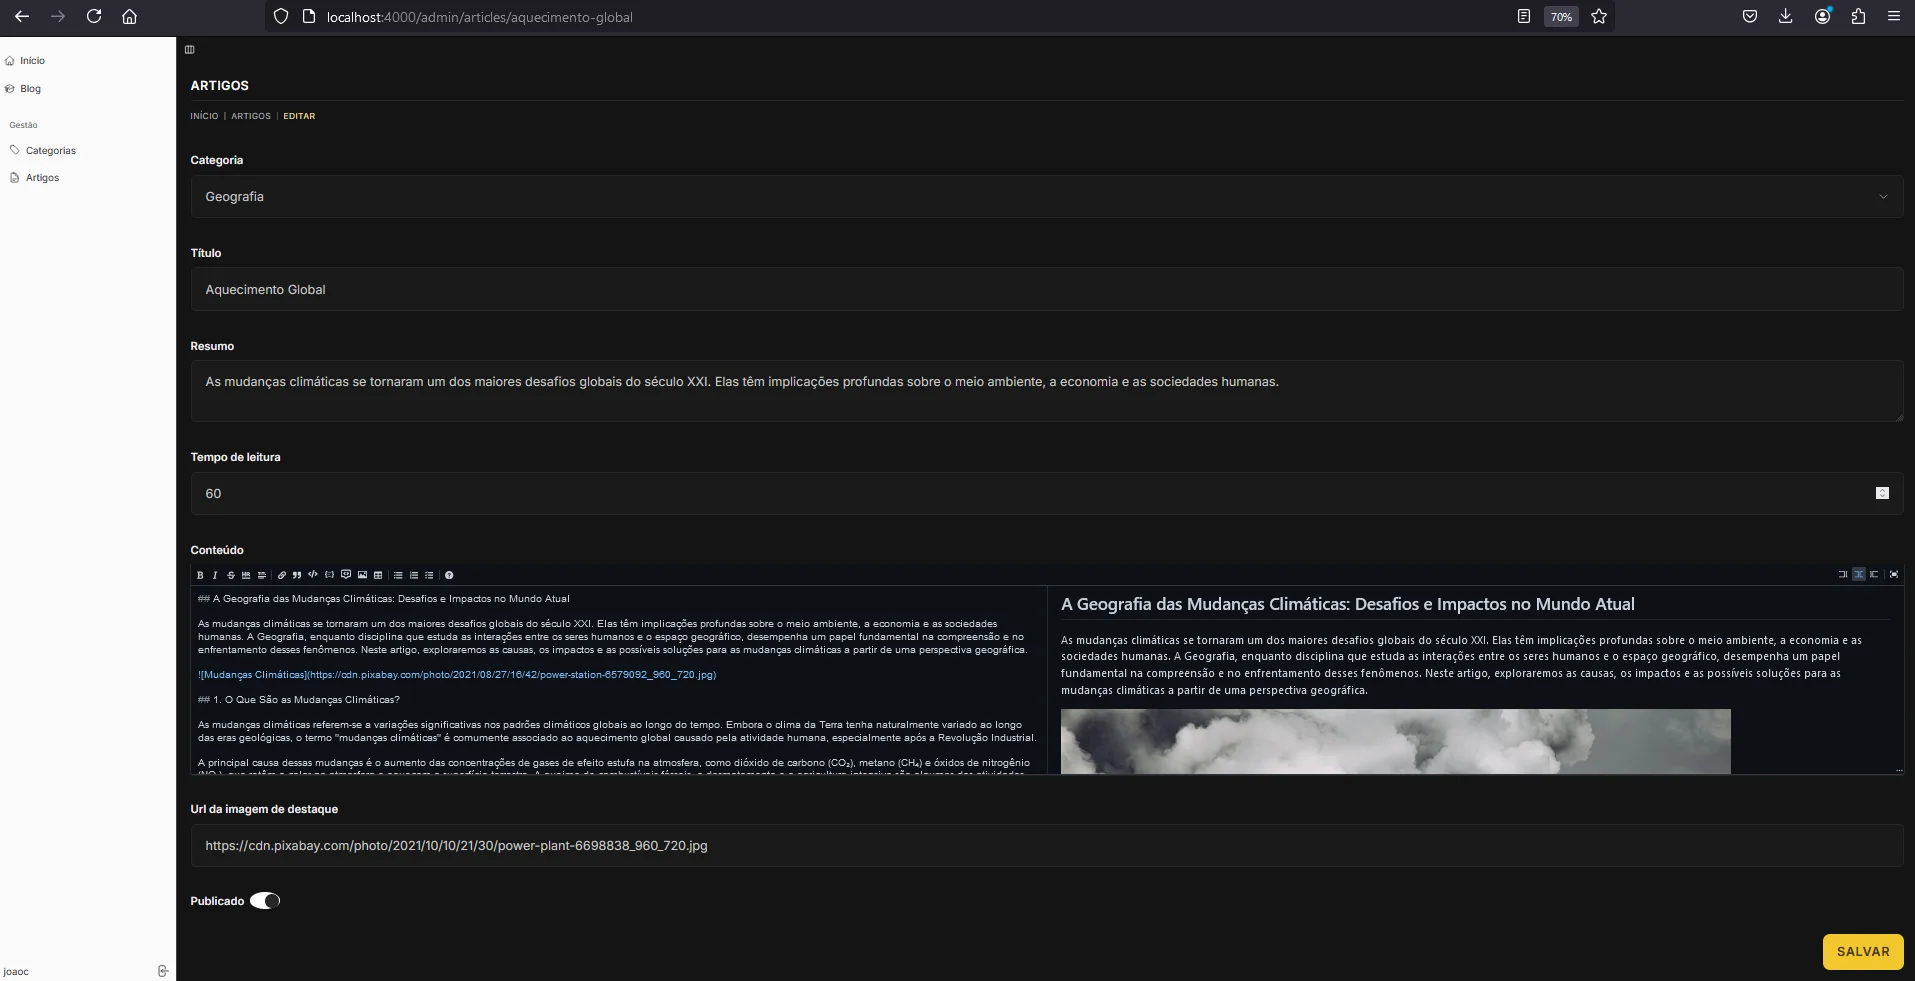 localhost:4000/admin/articles/aquecimento-global
70%
Início
Blog
Gestão
Categorias
Artigos
joaoc
ARTIGOS
INÍCIO | ARTIGOS | EDITAR
Categoria
Geografia
Título
Aquecimento Global
Resumo
As mudanças climáticas se tornaram um dos maiores desafios globais do século XXI. Elas têm implicações profundas sobre o meio ambiente, a economia e as sociedades humanas.
Tempo de leitura
60
Conteúdo
## A Geografia das Mudanças Climáticas: Desafios e Impactos no Mundo Atual
As mudanças climáticas se tornaram um dos maiores desafios globais do século XXI. Elas têm implicações profundas sobre o meio ambiente, a economia e as sociedades
humanas. A Geografia, enquanto disciplina que estuda as interações entre os seres humanos e o espaço geográfico, desempenha um papel fundamental na compreensão e no
enfrentamento desses fenômenos. Neste artigo, exploraremos as causas, os impactos e as possíveis soluções para as mudanças climáticas a partir de uma perspectiva geográfica.
![Mudanças Climáticas](https://cdn.pixabay.com/photo/2021/08/27/16/42/power-station-6579092_960_720.jpg)
## 1. O Que São as Mudanças Climáticas?
As mudanças climáticas referem-se a variações significativas nos padrões climáticos globais ao longo do tempo. Embora o clima da Terra tenha naturalmente variado ao longo
das eras geológicas, o termo "mudanças climáticas" é comumente associado ao aquecimento global causado pela atividade humana, especialmente após a Revolução Industrial.
A principal causa dessas mudanças é o aumento das concentrações de gases de efeito estufa na atmosfera, como dióxido de carbono (CO₂), metano (CH₄) e óxidos de nitrogênio
A Geografia das Mudanças Climáticas: Desafios e Impactos no Mundo Atual
As mudanças climáticas se tornaram um dos maiores desafios globais do século XXI. Elas têm implicações profundas sobre o meio ambiente, a economia e as
sociedades humanas. A Geografia, enquanto disciplina que estuda as interações entre os seres humanos e o espaço geográfico, desempenha um papel
fundamental na compreensão e no enfrentamento desses fenômenos. Neste artigo, exploraremos as causas, os impactos e as possíveis soluções para as
mudanças climáticas a partir de uma perspectiva geográfica.
Url da imagem de destaque
https://cdn.pixabay.com/photo/2021/10/10/21/30/power-plant-6698838_960_720.jpg
Publicado
SALVAR